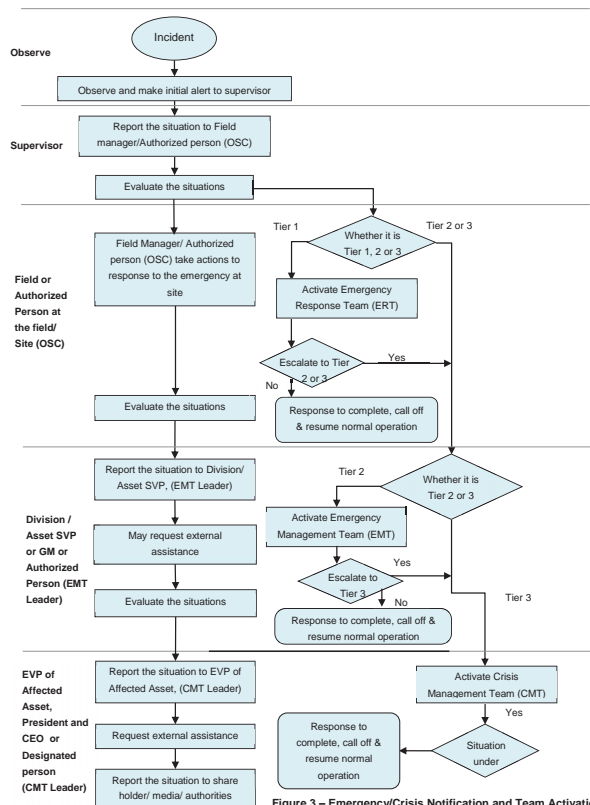 Incident
Observe
Observe and make initial alert to supervisor
Report the situation to Field
manager/Authorized person (OSC)
Supervisor
Evaluate the situations
Tier 1
Tier 2 or 3
Whether it is
Tier 1, 2 or 3
Field Manager/ Authorized
person (OSC) take actions to
response to the emergency at
site
Field or
Authorized
Person at
the field/
Site (OSC)
Activate Emergency
Response Team (ERT)
Escalate to Tier
2 or 3
Yes
No
Evaluate the situations
Response to complete, call off
& resume normal operation
Report the situation to Division/
Asset SVP, (EMT Leader)
Tier 2
Whether it is
Tier 2 or 3
Division /
Asset SVP
or GM or
Authorized
Person (EMT
Leader)
May request external
assistance
Activate Emergency
Management Team (EMT)
Yes
Escalate to
Tier 3
No
Tier 3
Evaluate the situations
Response to complete, call off &
resume normal operation
EVP of
Affected
Asset,
President and
CEO or
Designated
person
(CMT Leader)
Report the situation to EVP of
Affected Asset, (CMT Leader)
Activate Crisis
Management Team (CMT)
Yes
Request external assistance
Response to
complete, call off &
resume normal
operation
Situation
under
Report the situation to share
holder/ media/ authorities
Figure 3 – Emergency/Crisis Notification and Team Activati